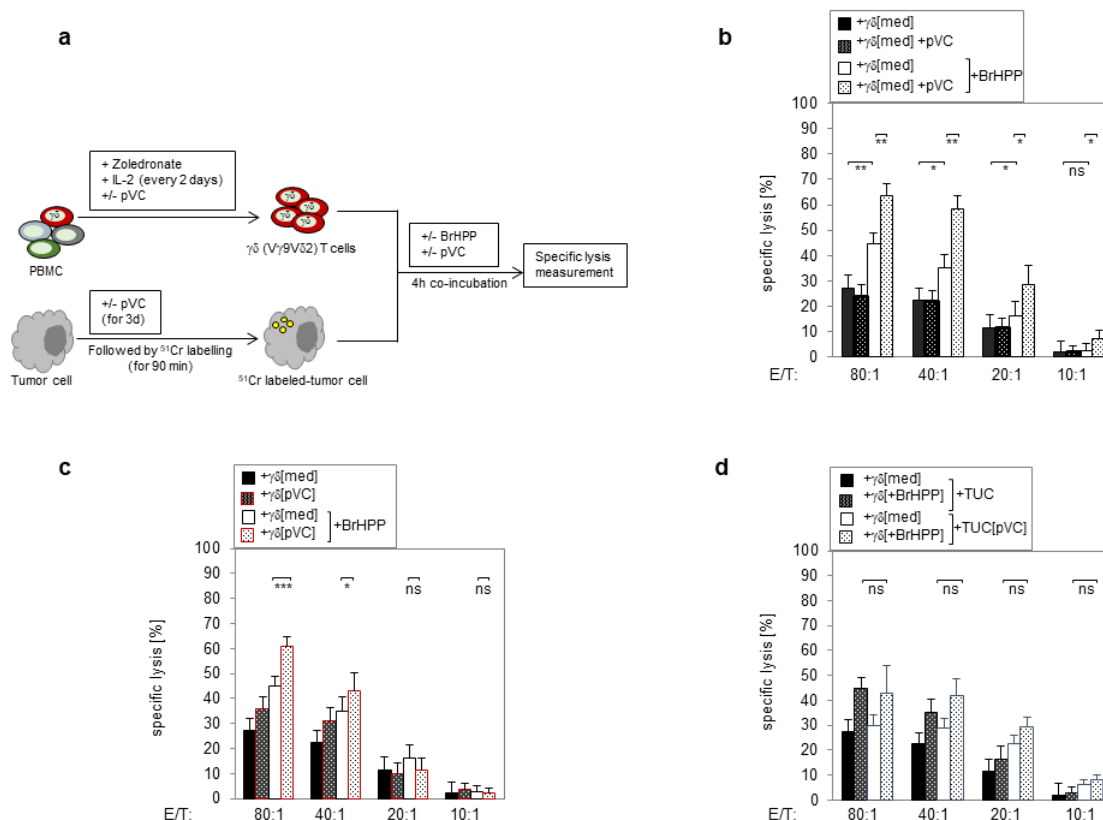 a
+ Zoledronate
+ IL-2 (every 2 days)
+/- pVC
γδ
PBMC
γδ
γδ
γδ
γδ
γδ (Vγ9Vδ2) T cells
+/- pVC
(for 3d)
Followed by ⁵¹Cr labelling
(for 90 min)
Tumor cell
⁵¹Cr labeled-tumor cell
+/- BrHPP
+/- pVC
4h co-incubation
Specific lysis
measurement
b
+γδ[med]
+γδ[med] +pVC
+γδ[med]
+γδ[med] +pVC
+BrHPP
specific lysis [%]
100
90
80
70
60
50
40
30
20
10
0
** ** * ** * * ns *
E/T: 80:1 40:1 20:1 10:1
c
+γδ[med]
+γδ[pVC]
+γδ[med]
+γδ[pVC]
+BrHPP
specific lysis [%]
100
90
80
70
60
50
40
30
20
10
0
*** * ns ns
E/T: 80:1 40:1 20:1 10:1
d
+γδ[med]
+γδ[+BrHPP]
+TUC
+γδ[med]
+γδ[+BrHPP]
+TUC[pVC]
specific lysis [%]
100
90
80
70
60
50
40
30
20
10
0
ns ns ns ns
E/T: 80:1 40:1 20:1 10:1